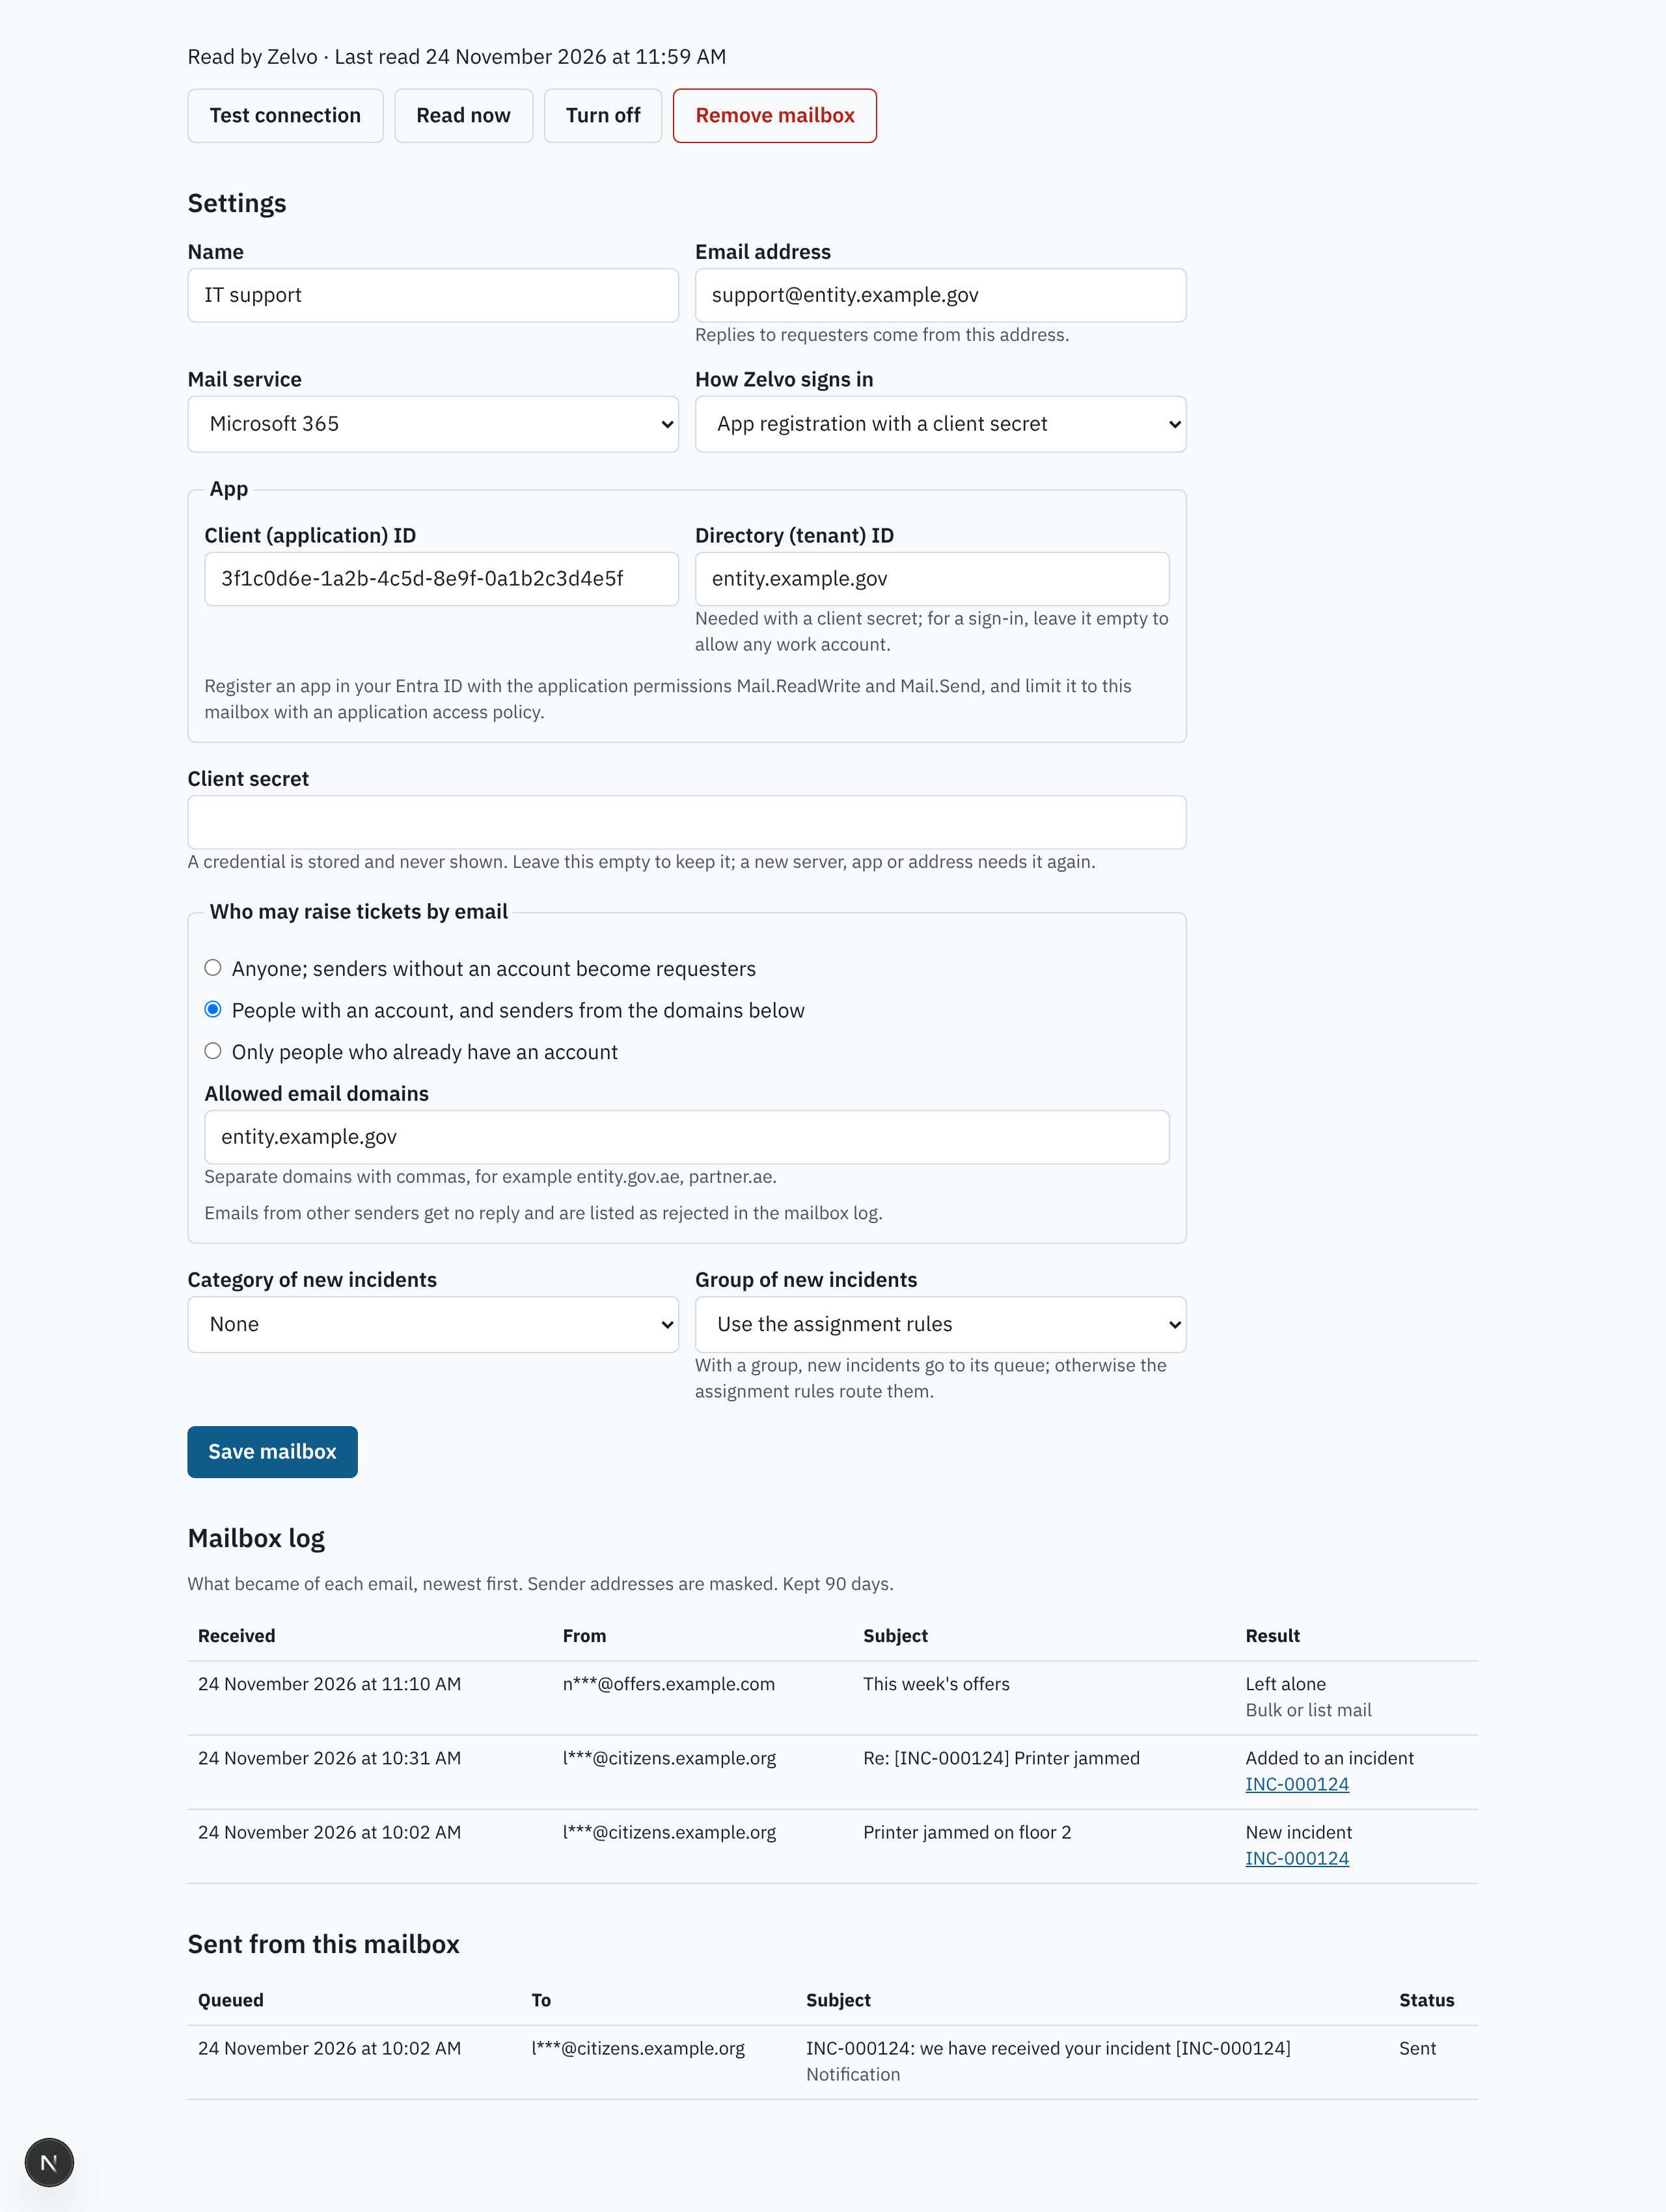 Read by Zelvo · Last read 24 November 2026 at 11:59 AM
Test connection
Read now
Turn off
Remove mailbox
Settings
Name
Email address
IT support
support@entity.example.gov
Replies to requesters come from this address.
Mail service
How Zelvo signs in
Microsoft 365
App registration with a client secret
App
Client (application) ID
Directory (tenant) ID
3f1c0d6e-1a2b-4c5d-8e9f-0a1b2c3d4e5f
entity.example.gov
Needed with a client secret; for a sign-in, leave it empty to
allow any work account.
Register an app in your Entra ID with the application permissions Mail.ReadWrite and Mail.Send, and limit it to this
mailbox with an application access policy.
Client secret
A credential is stored and never shown. Leave this empty to keep it; a new server, app or address needs it again.
Who may raise tickets by email
Anyone; senders without an account become requesters
People with an account, and senders from the domains below
Only people who already have an account
Allowed email domains
entity.example.gov
Separate domains with commas, for example entity.gov.ae, partner.ae.
Emails from other senders get no reply and are listed as rejected in the mailbox log.
Category of new incidents
Group of new incidents
None
Use the assignment rules
With a group, new incidents go to its queue; otherwise the
assignment rules route them.
Save mailbox
Mailbox log
What became of each email, newest first. Sender addresses are masked. Kept 90 days.
Received From Subject Result
24 November 2026 at 11:10 AM n***@offers.example.com This week's offers Left alone
Bulk or list mail
24 November 2026 at 10:31 AM l***@citizens.example.org Re: [INC-000124] Printer jammed Added to an incident
INC-000124
24 November 2026 at 10:02 AM l***@citizens.example.org Printer jammed on floor 2 New incident
INC-000124
Sent from this mailbox
Queued To Subject Status
24 November 2026 at 10:02 AM l***@citizens.example.org INC-000124: we have received your incident [INC-000124] Sent
Notification
N